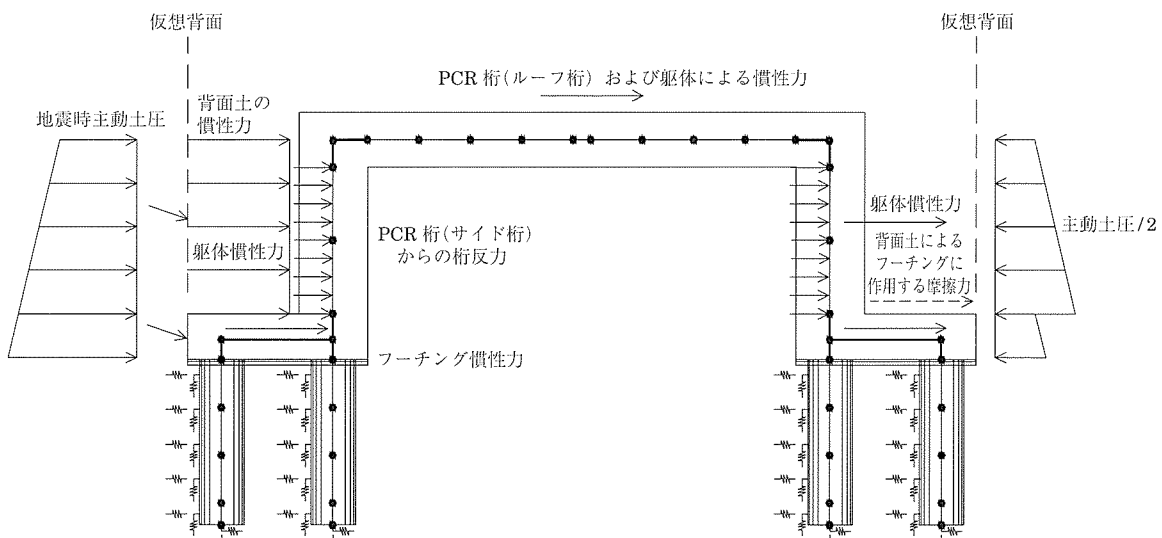 仮想背面
仮想背面
PCR 桁(ルーフ桁) および躯体による慣性力
地震時主動土圧
背面土の
慣性力
躯体慣性力
PCR 桁(サイド桁)
からの桁反力
フーチング慣性力
躯体慣性力
背面土による
フーチングに
作用する摩擦力
主動土圧/2